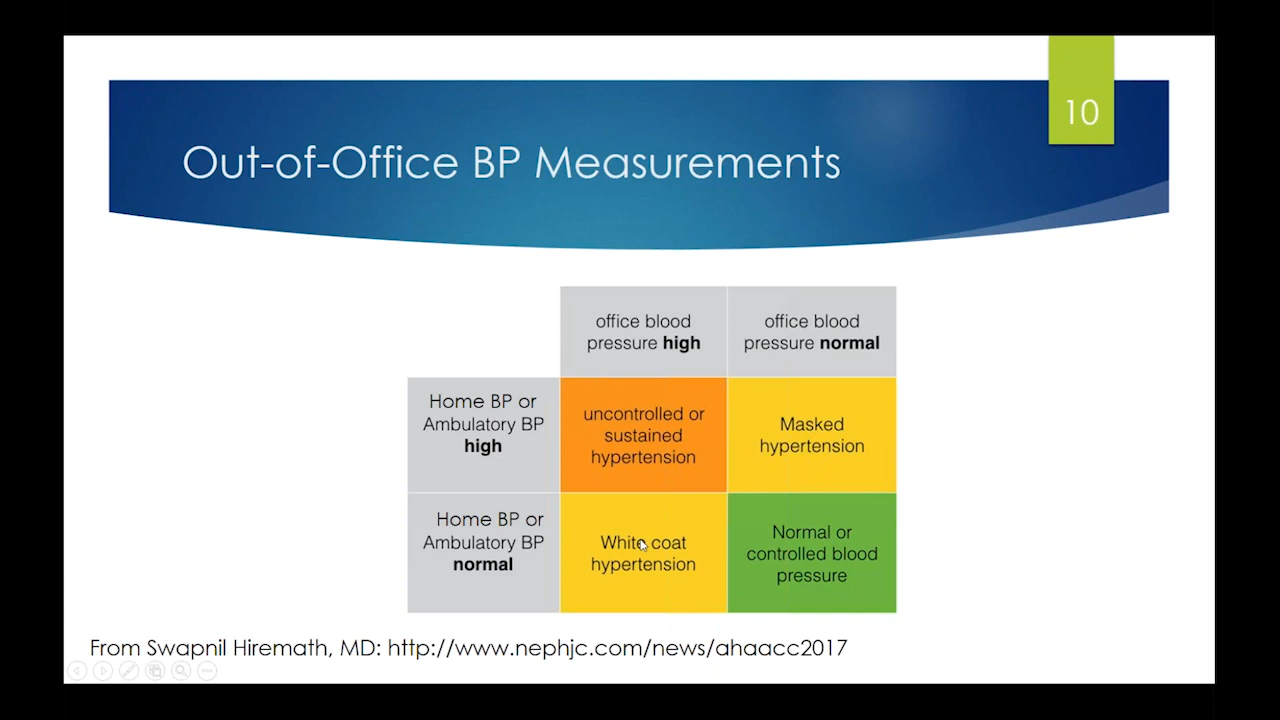 10
Out-of-Office BP Measurements
office blood
pressure high
office blood
pressure normal
Home BP or
Ambulatory BP
high
uncontrolled or
sustained
hypertension
Masked
hypertension
Home BP or
Ambulatory BP
normal
White coat
hypertension
Normal or
controlled blood
pressure
From Swapnil Hiremath, MD: http://www.nephjc.com/news/ahaacc2017